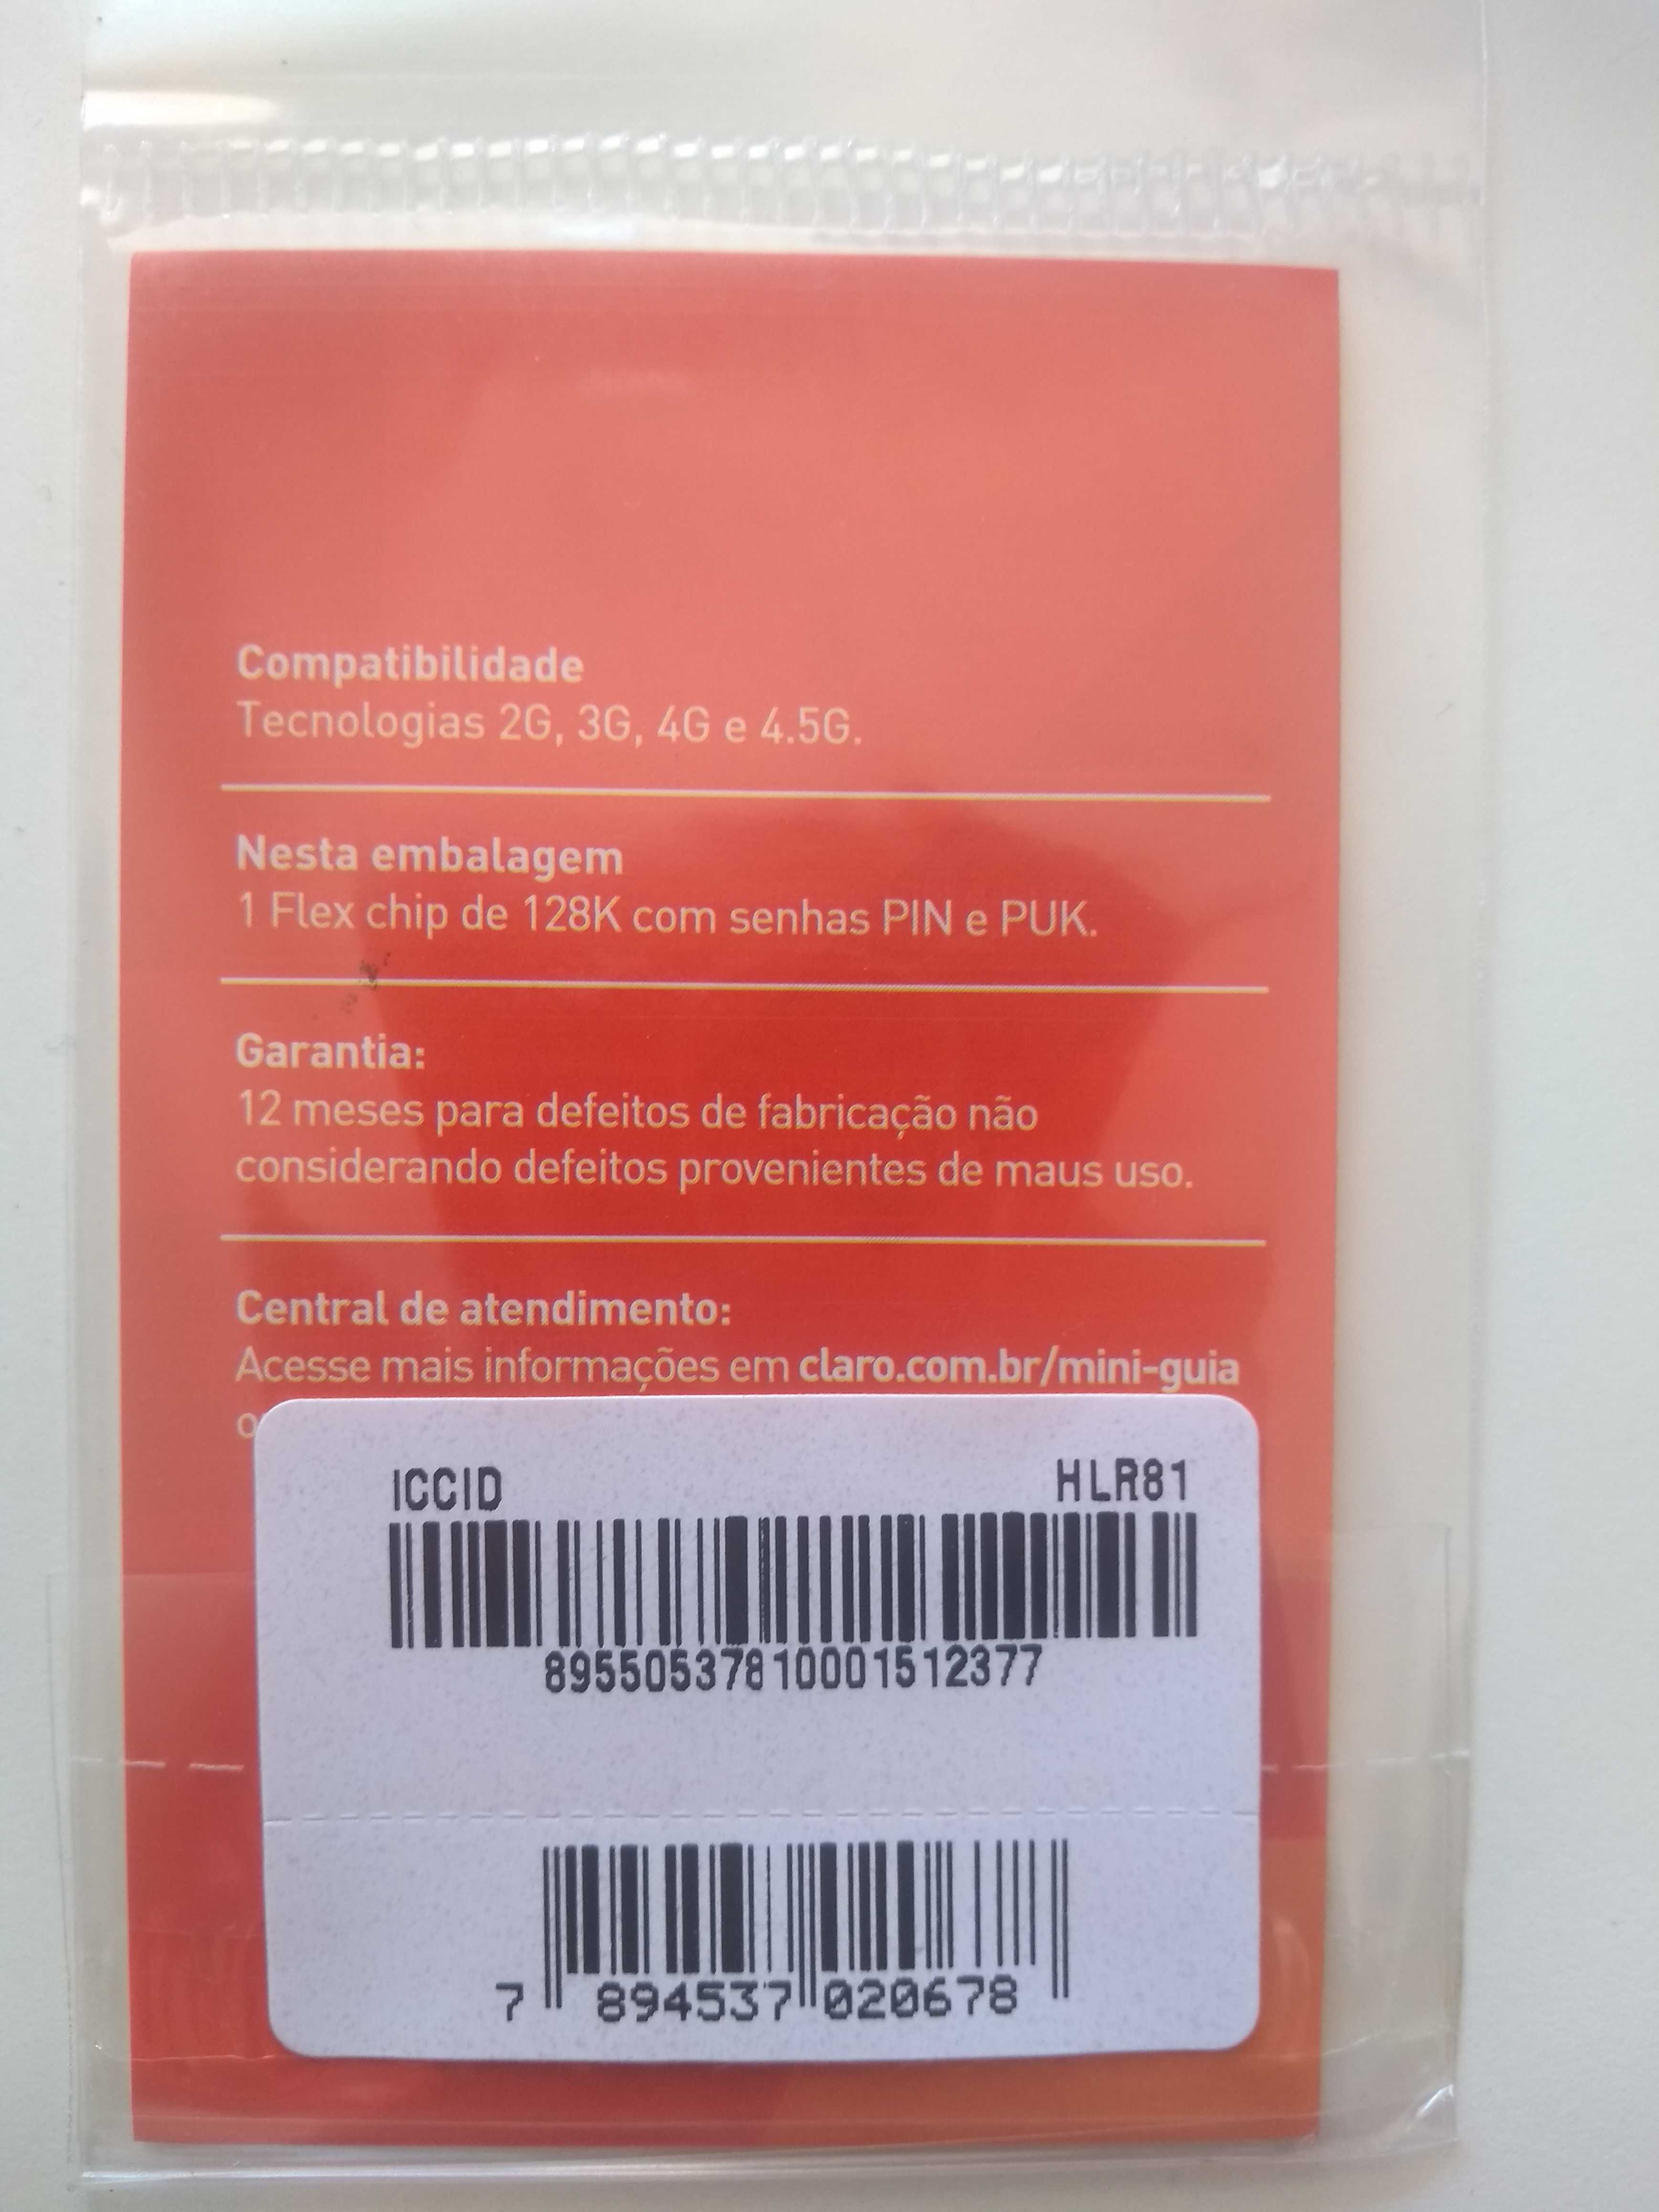 Compatibilidade
Tecnologias 2G, 3G, 4G e 4.5G.
Nesta embalagem
1 Flex chip de 128K com senhas PIN e PUK.
Garantia:
12 meses para defeitos de fabricação não
considerando defeitos provenientes de maus uso.
Central de atendimento:
Acesse mais informações em claro.com.br/mini-guia
ICCID HLR81
89550537810001512377
7 894537 020678